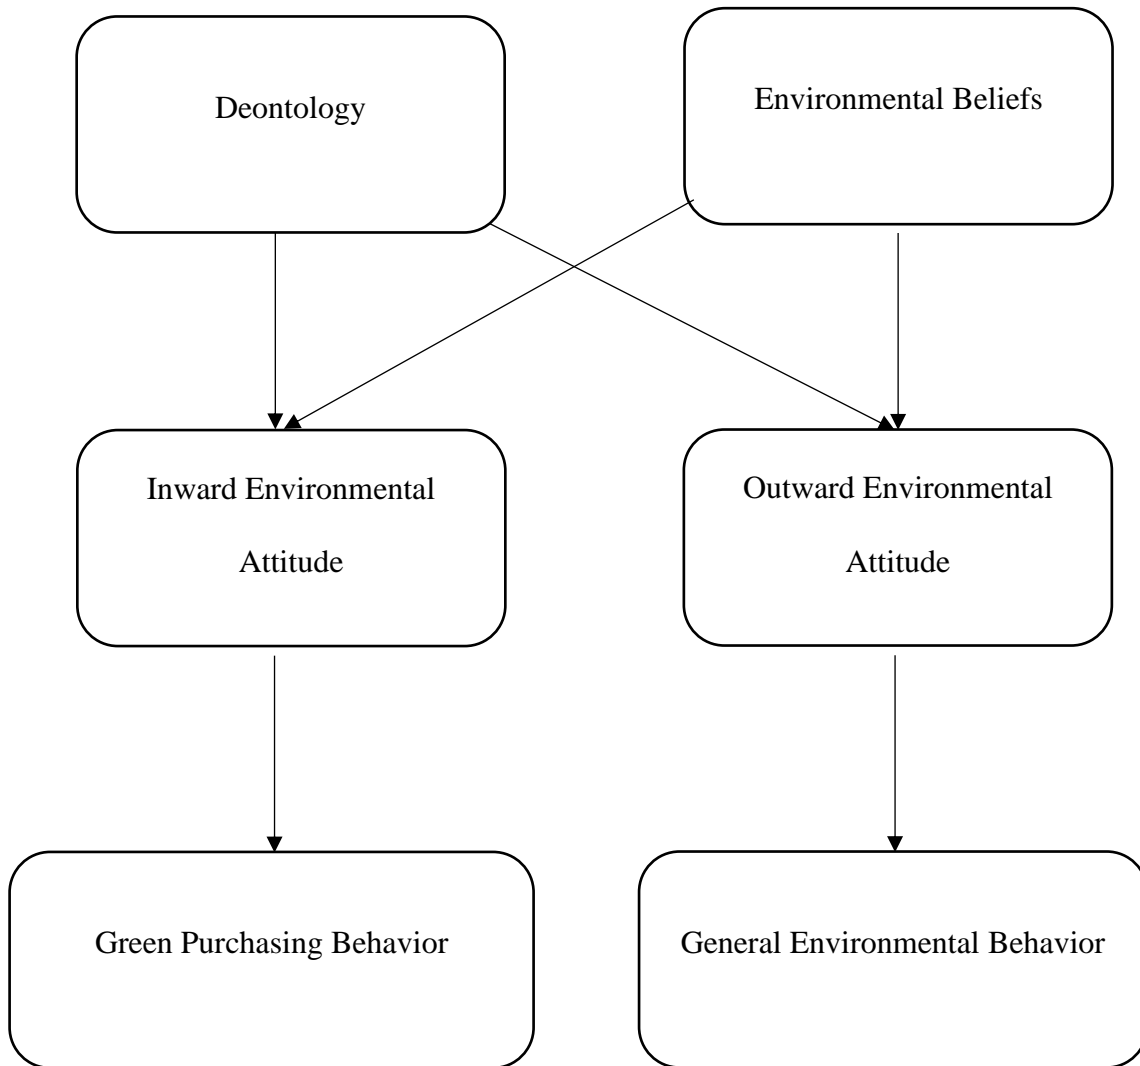 Deontology
Environmental Beliefs
Inward Environmental
Attitude
Outward Environmental
Attitude
Green Purchasing Behavior
General Environmental Behavior